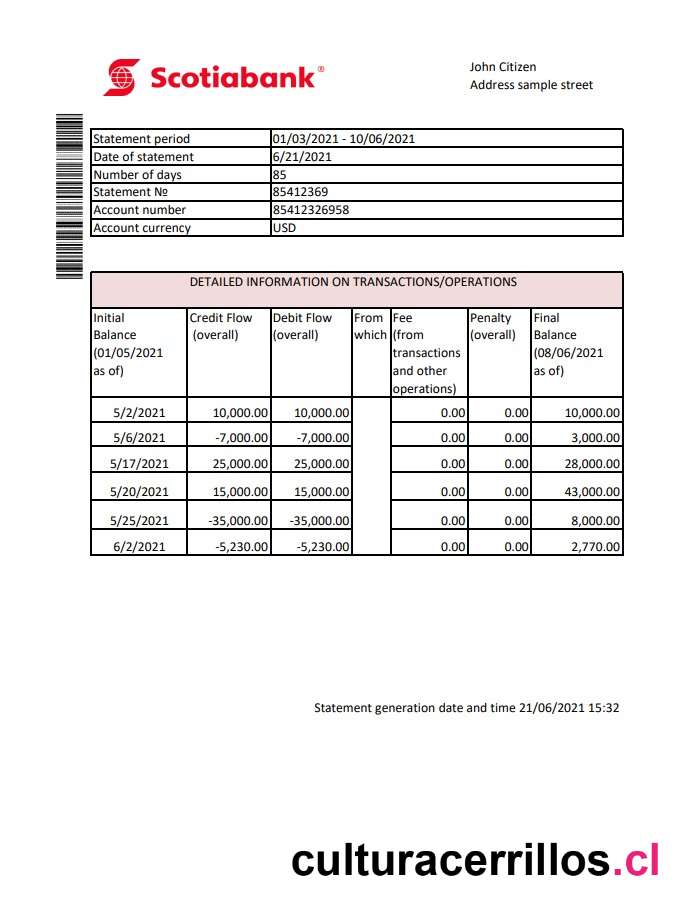 Scotiabank®
John Citizen
Address sample street
Statement period 01/03/2021 - 10/06/2021
Date of statement 6/21/2021
Number of days 85
Statement № 85412369
Account number 85412326958
Account currency USD
DETAILED INFORMATION ON TRANSACTIONS/OPERATIONS
Initial Balance (01/05/2021 as of) Credit Flow (overall) Debit Flow (overall) From which Fee (from transactions and other operations) Penalty (overall) Final Balance (08/06/2021 as of)
5/2/2021 10,000.00 10,000.00 0.00 0.00 10,000.00
5/6/2021 -7,000.00 -7,000.00 0.00 0.00 3,000.00
5/17/2021 25,000.00 25,000.00 0.00 0.00 28,000.00
5/20/2021 15,000.00 15,000.00 0.00 0.00 43,000.00
5/25/2021 -35,000.00 -35,000.00 0.00 0.00 8,000.00
6/2/2021 -5,230.00 -5,230.00 0.00 0.00 2,770.00
Statement generation date and time 21/06/2021 15:32
culturacerrillos.cl